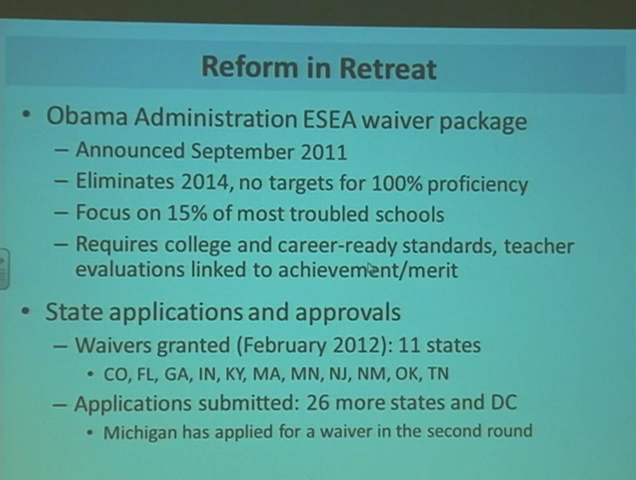 Reform in Retreat
• Obama Administration ESEA waiver package
– Announced September 2011
– Eliminates 2014, no targets for 100% proficiency
– Focus on 15% of most troubled schools
– Requires college and career-ready standards, teacher
evaluations linked to achievement/merit
• State applications and approvals
– Waivers granted (February 2012): 11 states
• CO, FL, GA, IN, KY, MA, MN, NJ, NM, OK, TN
– Applications submitted: 26 more states and DC
• Michigan has applied for a waiver in the second round